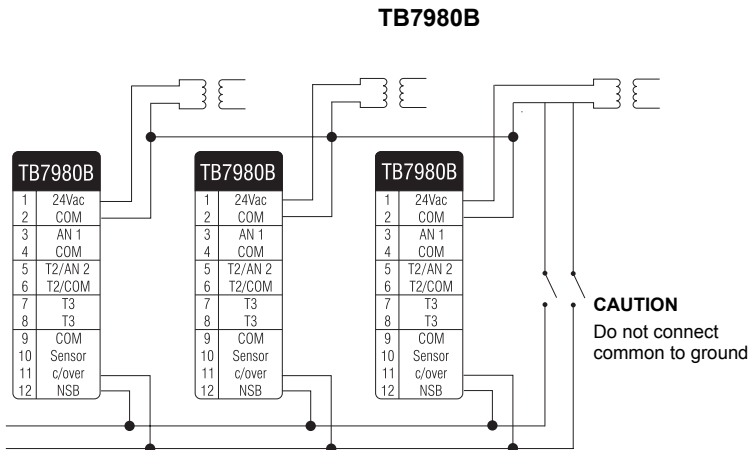 TB7980B
TB7980B
1 24Vac
2 COM
3 AN 1
4 COM
5 T2/AN 2
6 T2/COM
7 T3
8 T3
9 COM
10 Sensor
11 c/over
12 NSB
TB7980B
1 24Vac
2 COM
3 AN 1
4 COM
5 T2/AN 2
6 T2/COM
7 T3
8 T3
9 COM
10 Sensor
11 c/over
12 NSB
TB7980B
1 24Vac
2 COM
3 AN 1
4 COM
5 T2/AN 2
6 T2/COM
7 T3
8 T3
9 COM
10 Sensor
11 c/over
12 NSB
CAUTION
Do not connect
common to ground